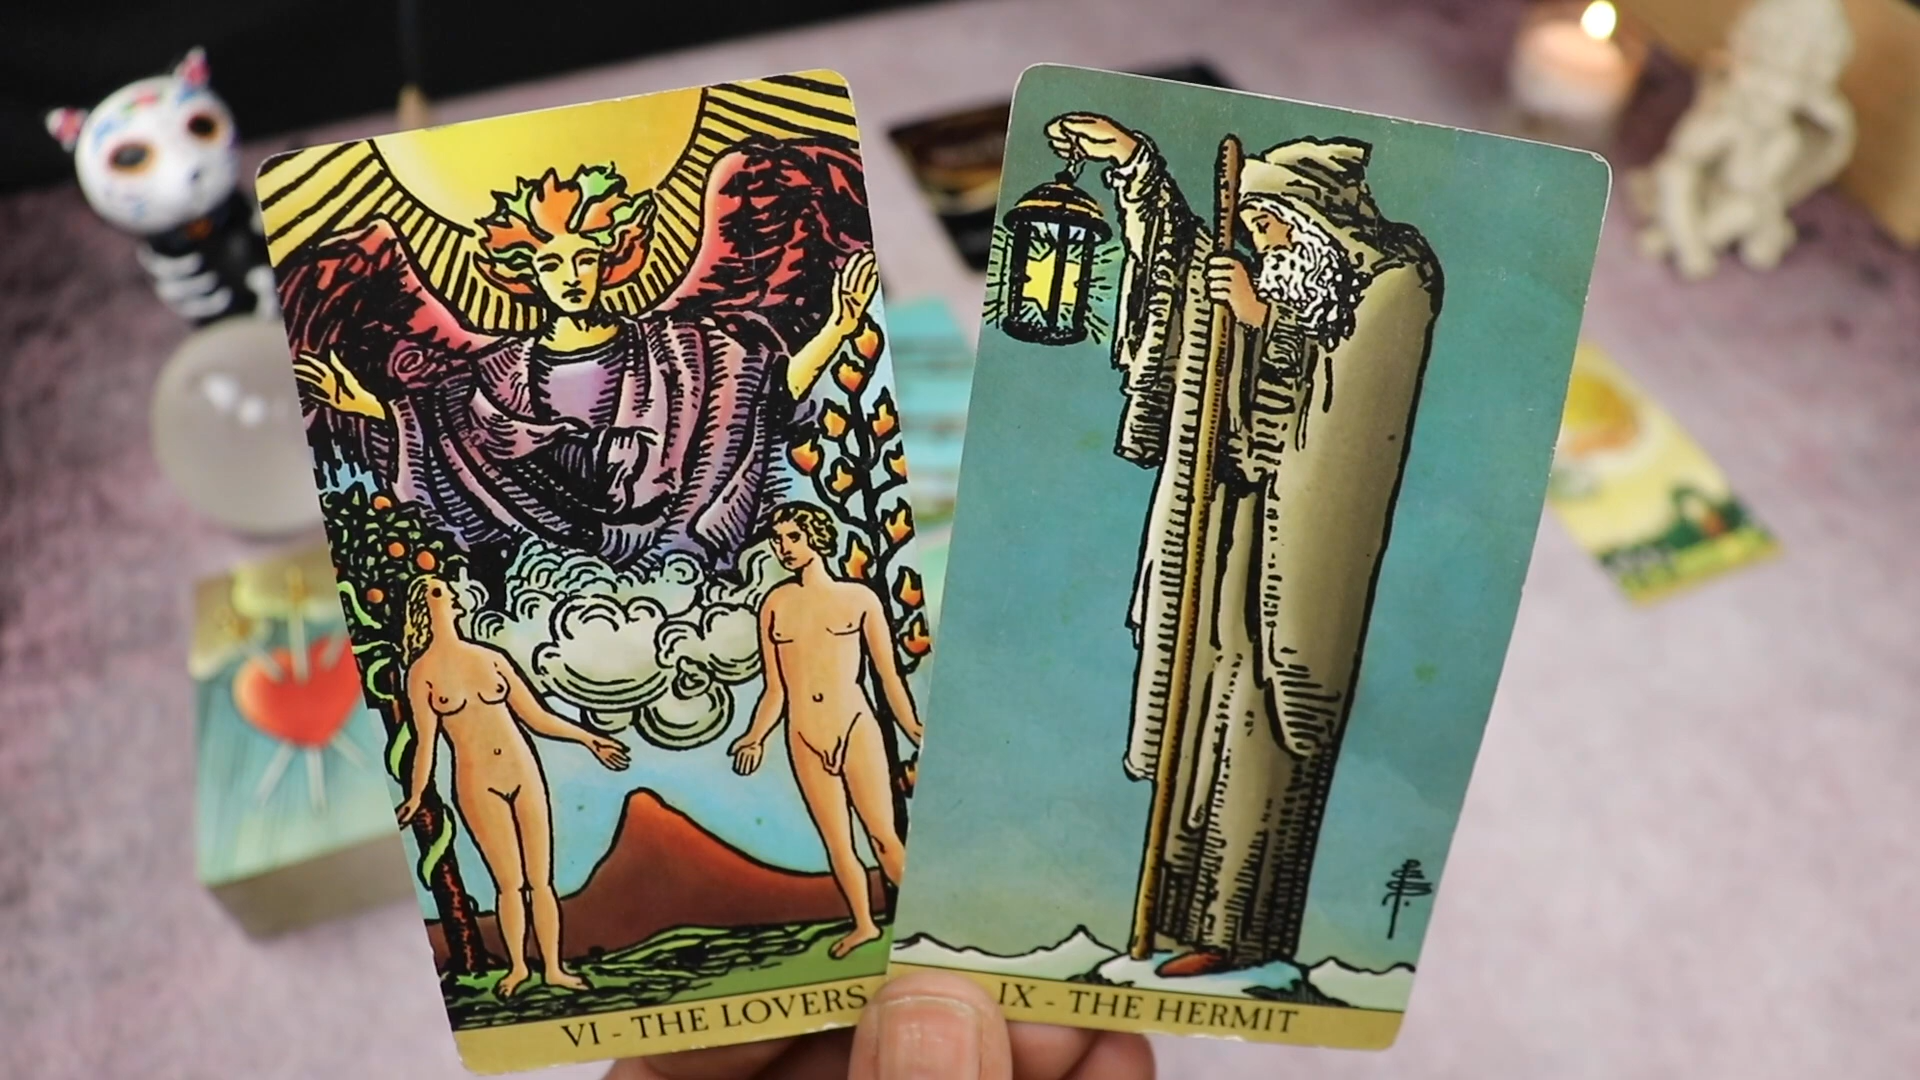 VI - THE LOVERS
IX - THE HERMIT